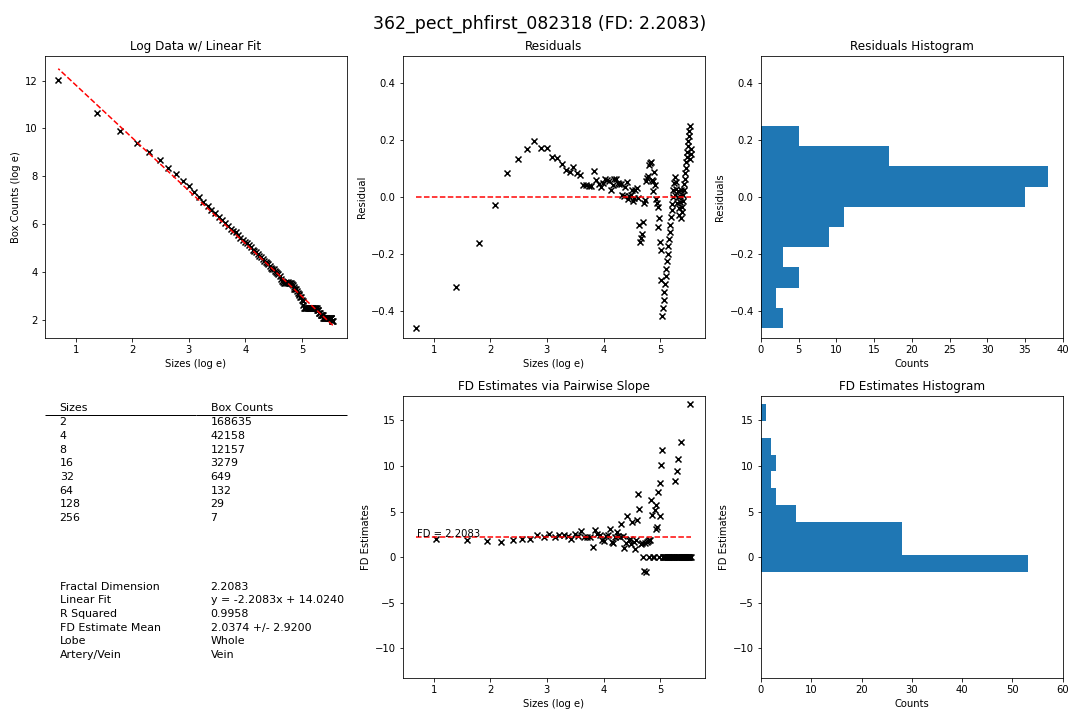 362_pect_phfirst_082318 (FD: 2.2083)
Log Data w/ Linear Fit
Box Counts (log e)
12
10
8
6
4
2
1 2 3 4 5
Sizes (log e)
Residuals
Residual
0.4
0.2
0.0
−0.2
−0.4
1 2 3 4 5
Sizes (log e)
Residuals Histogram
Residuals
0.4
0.2
0.0
−0.2
−0.4
0 5 10 15 20 25 30 35 40
Counts
Sizes Box Counts
2 168635
4 42158
8 12157
16 3279
32 649
64 132
128 29
256 7
Fractal Dimension 2.2083
Linear Fit y = -2.2083x + 14.0240
R Squared 0.9958
FD Estimate Mean 2.0374 +/- 2.9200
Lobe Whole
Artery/Vein Vein
FD Estimates via Pairwise Slope
FD Estimates
15
10
5
0
−5
−10
FD = 2.2083
1 2 3 4 5
Sizes (log e)
FD Estimates Histogram
FD Estimates
15
10
5
0
−5
−10
0 10 20 30 40 50 60
Counts